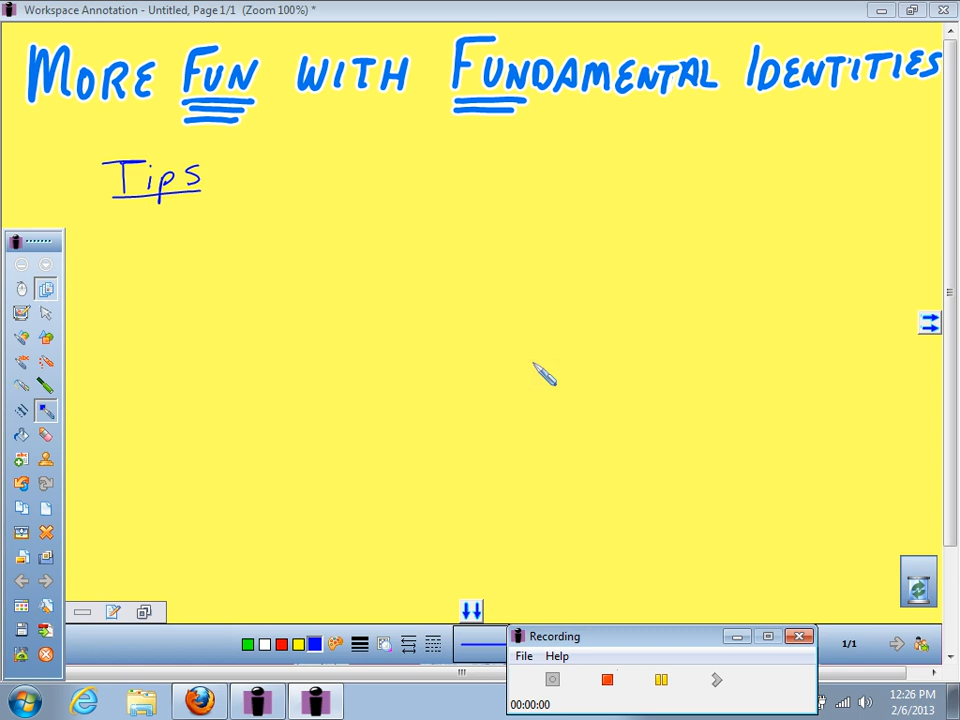 Workspace Annotation - Untitled, Page 1/1 (Zoom 100%) *
MORE FUN WITH FUNDAMENTAL IDENTITIES
Tips
Recording
File Help
00:00:00
1/1
12:26 PM
2/6/2013